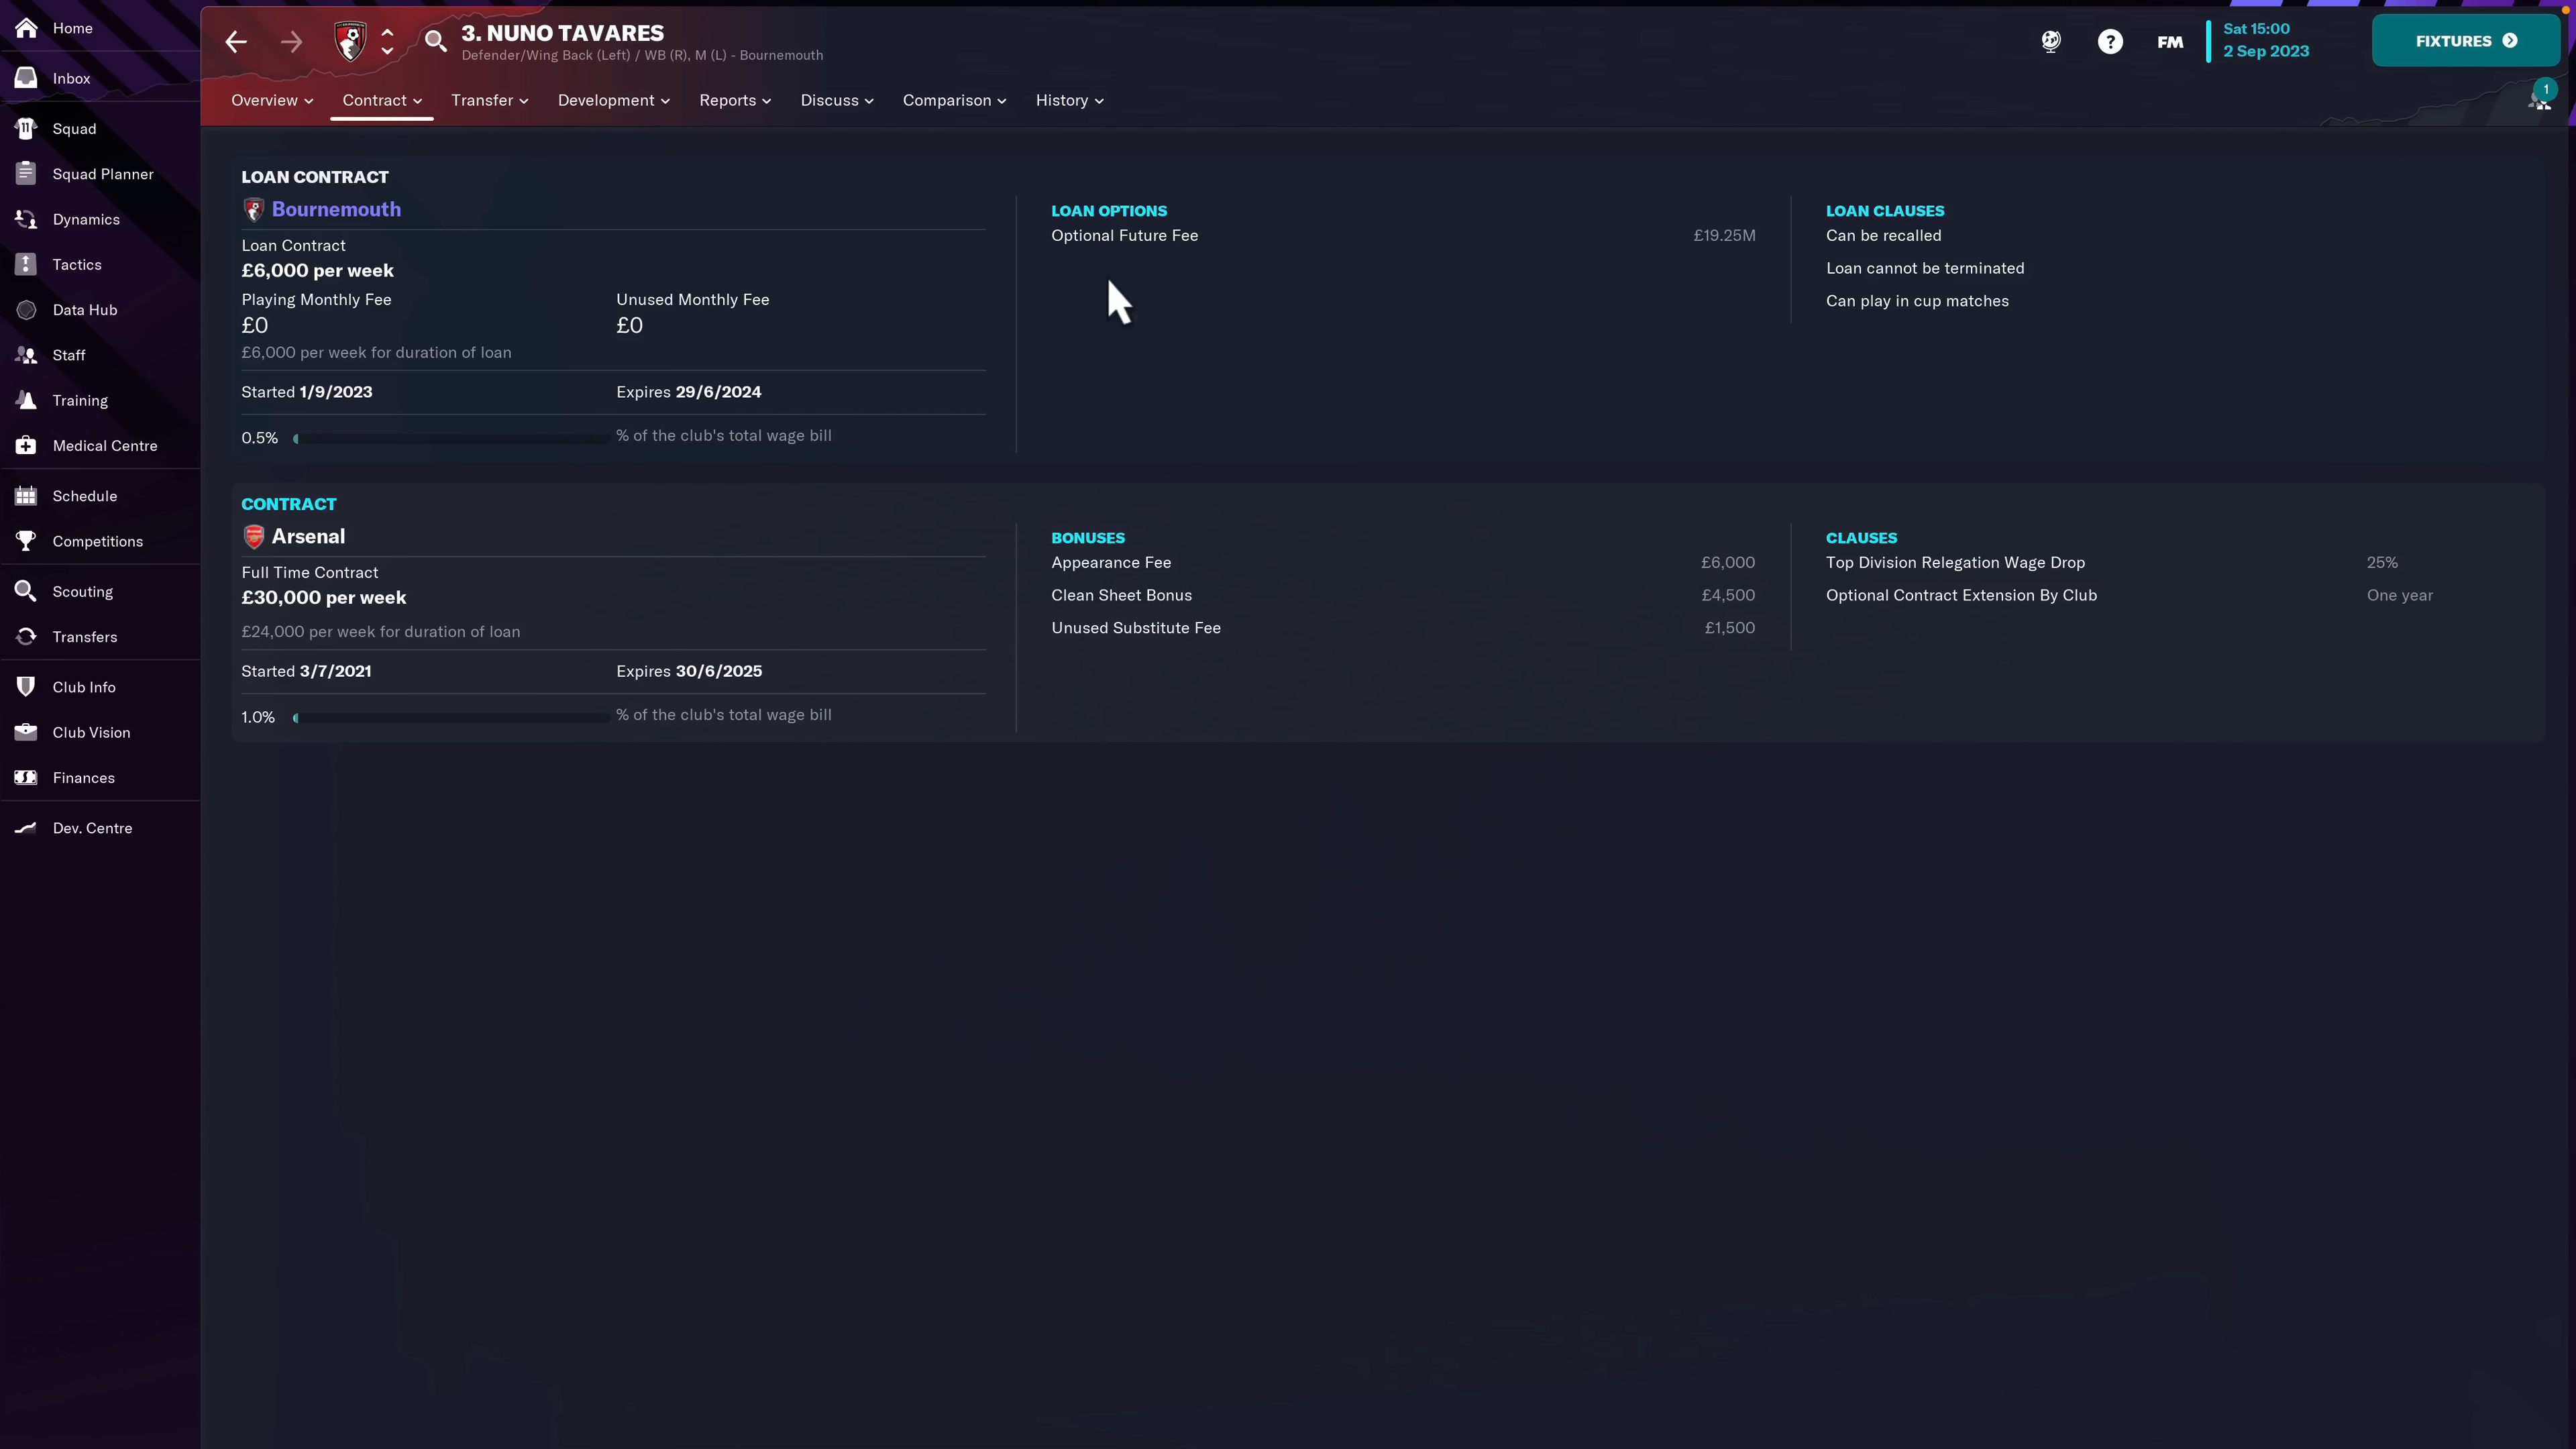 Home
Inbox
Squad
Squad Planner
Dynamics
Tactics
Data Hub
Staff
Training
Medical Centre
Schedule
Competitions
Scouting
Transfers
Club Info
Club Vision
Finances
Dev. Centre
3. NUNO TAVARES
Defender/Wing Back (Left) / WB (R), M (L) - Bournemouth
FM
Sat 15:00
2 Sep 2023
FIXTURES
1
Overview
Contract
Transfer
Development
Reports
Discuss
Comparison
History
LOAN CONTRACT
Bournemouth
Loan Contract
£6,000 per week
Playing Monthly Fee
Unused Monthly Fee
£0
£0
£6,000 per week for duration of loan
Started 1/9/2023
Expires 29/6/2024
0.5%
% of the club's total wage bill
LOAN OPTIONS
Optional Future Fee £19.25M
LOAN CLAUSES
Can be recalled
Loan cannot be terminated
Can play in cup matches
CONTRACT
Arsenal
Full Time Contract
£30,000 per week
£24,000 per week for duration of loan
Started 3/7/2021
Expires 30/6/2025
1.0%
% of the club's total wage bill
BONUSES
Appearance Fee £6,000
Clean Sheet Bonus £4,500
Unused Substitute Fee £1,500
CLAUSES
Top Division Relegation Wage Drop 25%
Optional Contract Extension By Club One year